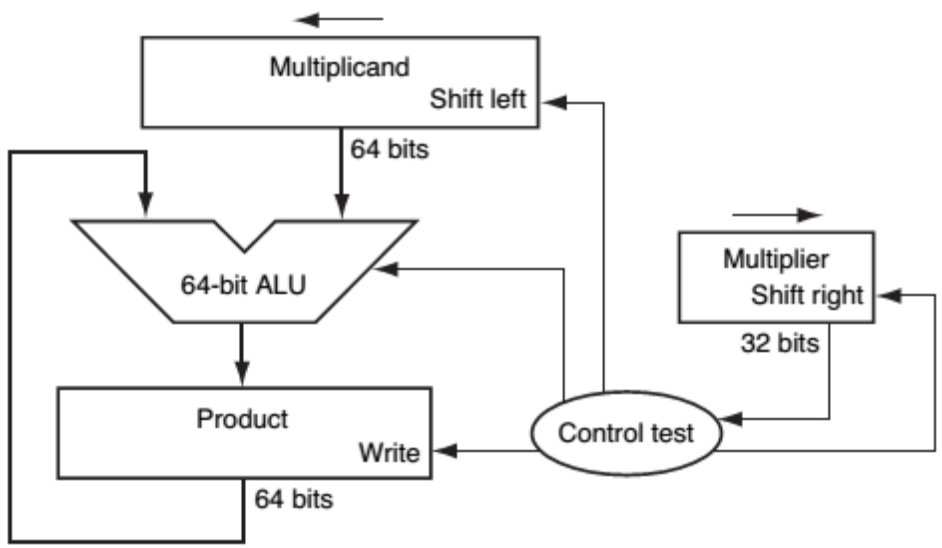 Multiplicand
Shift left
64 bits
64-bit ALU
Multiplier
Shift right
32 bits
Product
Write
Control test
64 bits